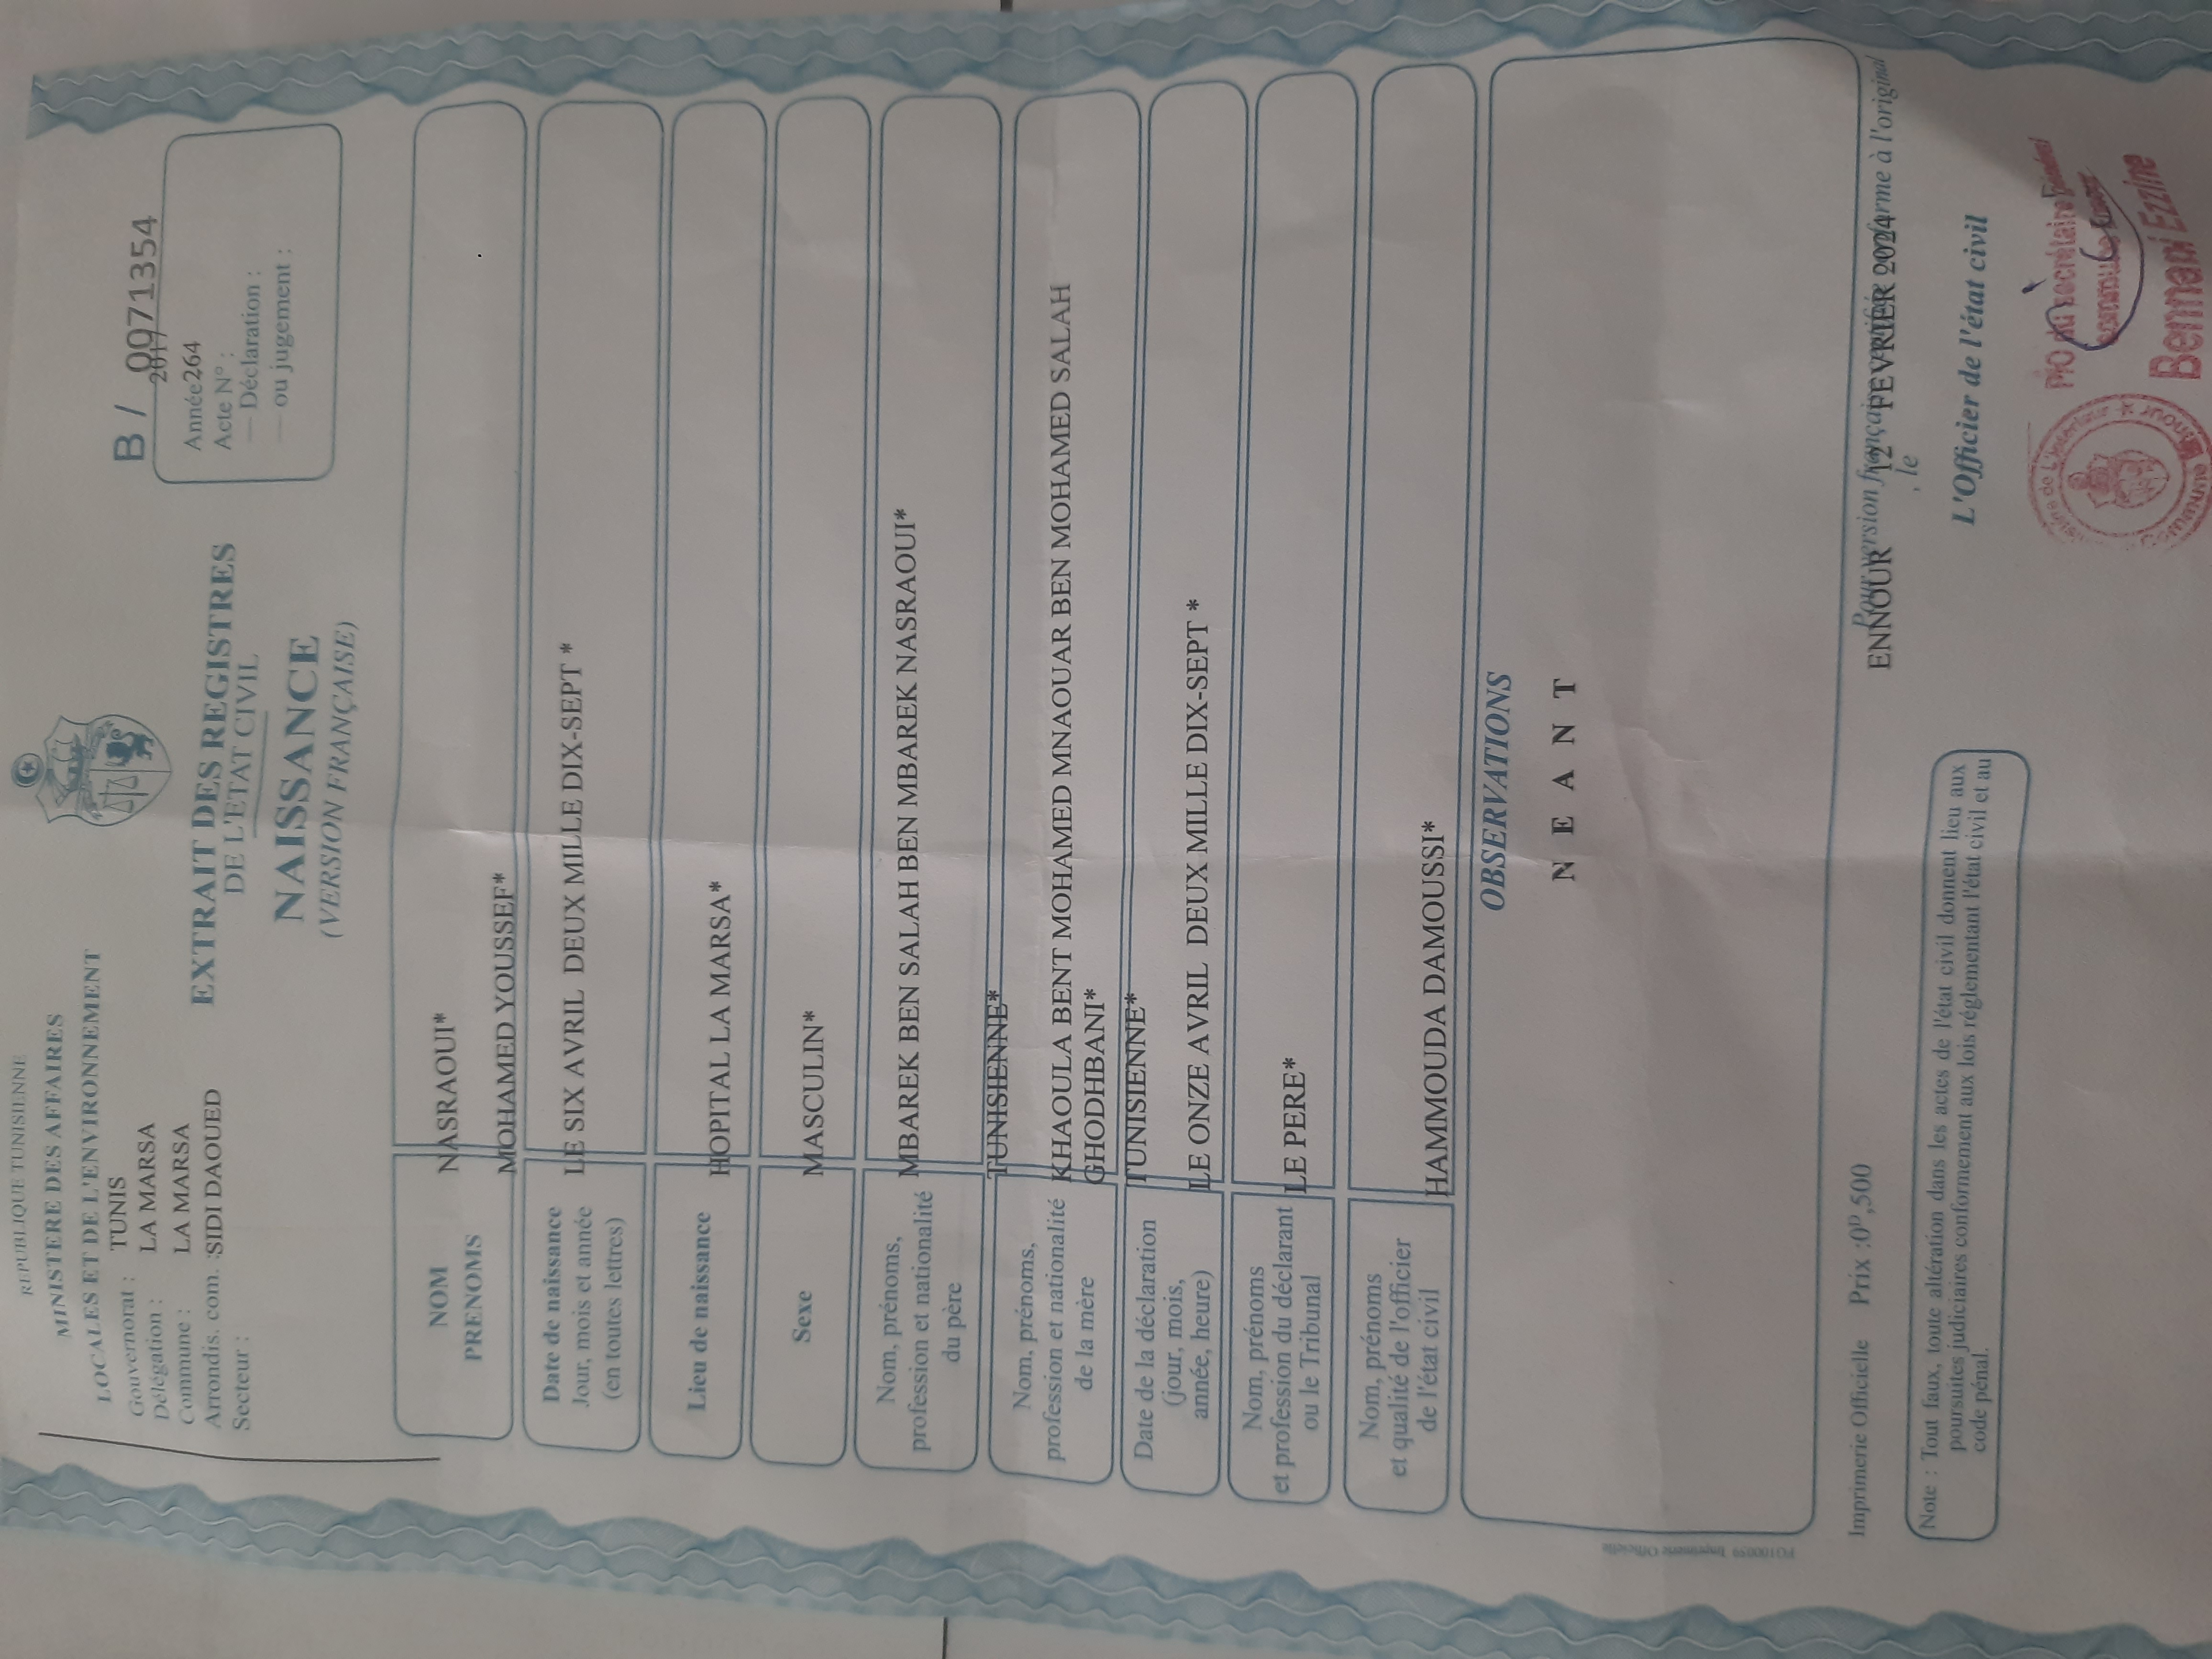 REPUBLIQUE TUNISIENNE
MINISTERE DES AFFAIRES
LOCALES ET DE L'ENVIRONNEMENT
Gouvernorat : TUNIS
Délégation : LA MARSA
Commune : LA MARSA
Arrondis. com. :SIDI DAOUED
Secteur :
B / 0071354
2017
Année264
Acte N° :
— Déclaration :
— ou jugement :
EXTRAIT DES REGISTRES
DE L'ETAT CIVIL
NAISSANCE
(VERSION FRANÇAISE)
NOM NASRAOUI*
PRENOMS MOHAMED YOUSSEF*
Date de naissance
Jour, mois et année LE SIX AVRIL DEUX MILLE DIX-SEPT *
(en toutes lettres)
Lieu de naissance HOPITAL LA MARSA*
Sexe MASCULIN*
Nom, prénoms, MBAREK BEN SALAH BEN MBAREK NASRAOUI*
profession et nationalité
du père
TUNISIENNE*
Nom, prénoms, KHAOULA BENT MOHAMED MNAOUAR BEN MOHAMED SALAH
profession et nationalité GHODHBANI*
de la mère
TUNISIENNE*
Date de la déclaration
(jour, mois, LE ONZE AVRIL DEUX MILLE DIX-SEPT *
année, heure)
Nom, prénoms
et profession du déclarant LE PERE*
ou le Tribunal
Nom, prénoms
et qualité de l'officier HAMMOUDA DAMOUSSI*
de l'état civil
OBSERVATIONS
N E A N T
Imprimerie Officielle Prix :0ᴰ,500
Pour version française conforme à l'original
ENNOUR , le 12 FEVRIER 2024
L'Officier de l'état civil
Note : Tout faux, toute altération dans les actes de l'état civil donnent lieu aux
poursuites judiciaires conformement aux lois réglementant l'état civil et au
code pénal.
P/O du secrétaire Général
Bennani Ezzine
FO100059 Imprimerie Officielle